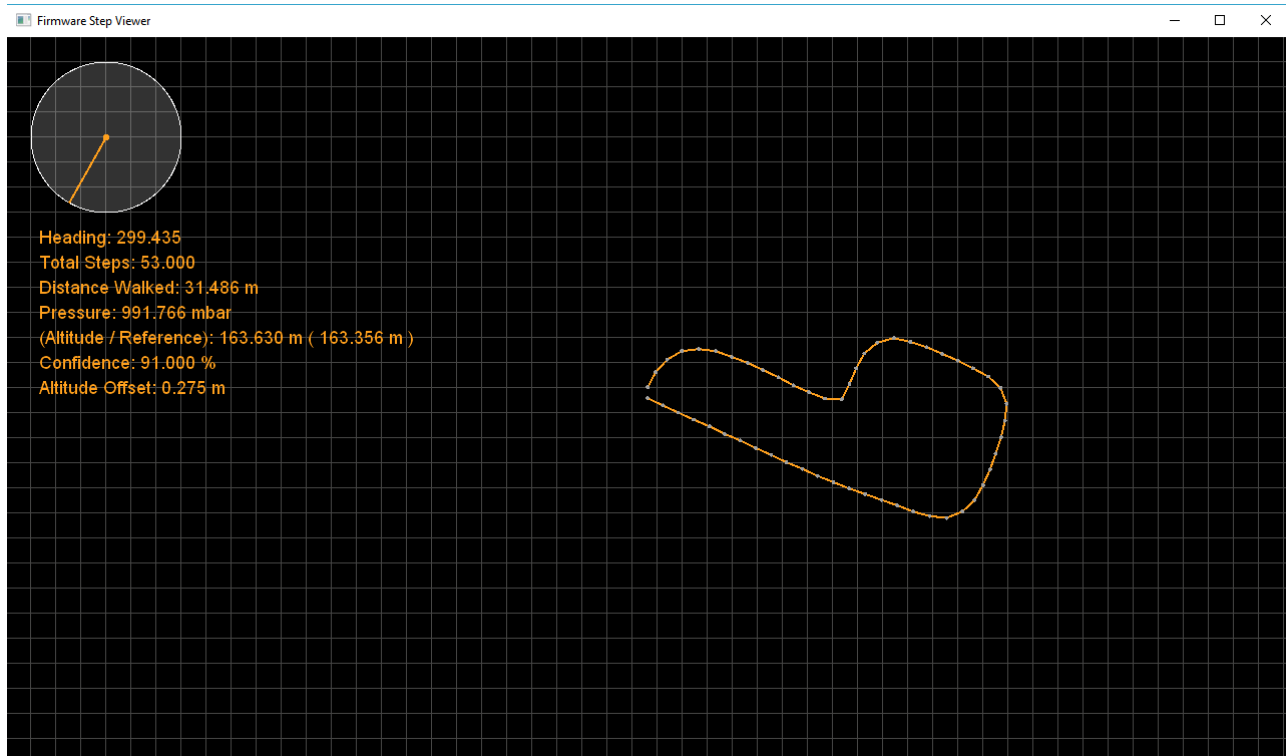 Firmware Step Viewer
Heading: 299.435
Total Steps: 53.000
Distance Walked: 31.486 m
Pressure: 991.766 mbar
(Altitude / Reference): 163.630 m ( 163.356 m )
Confidence: 91.000 %
Altitude Offset: 0.275 m